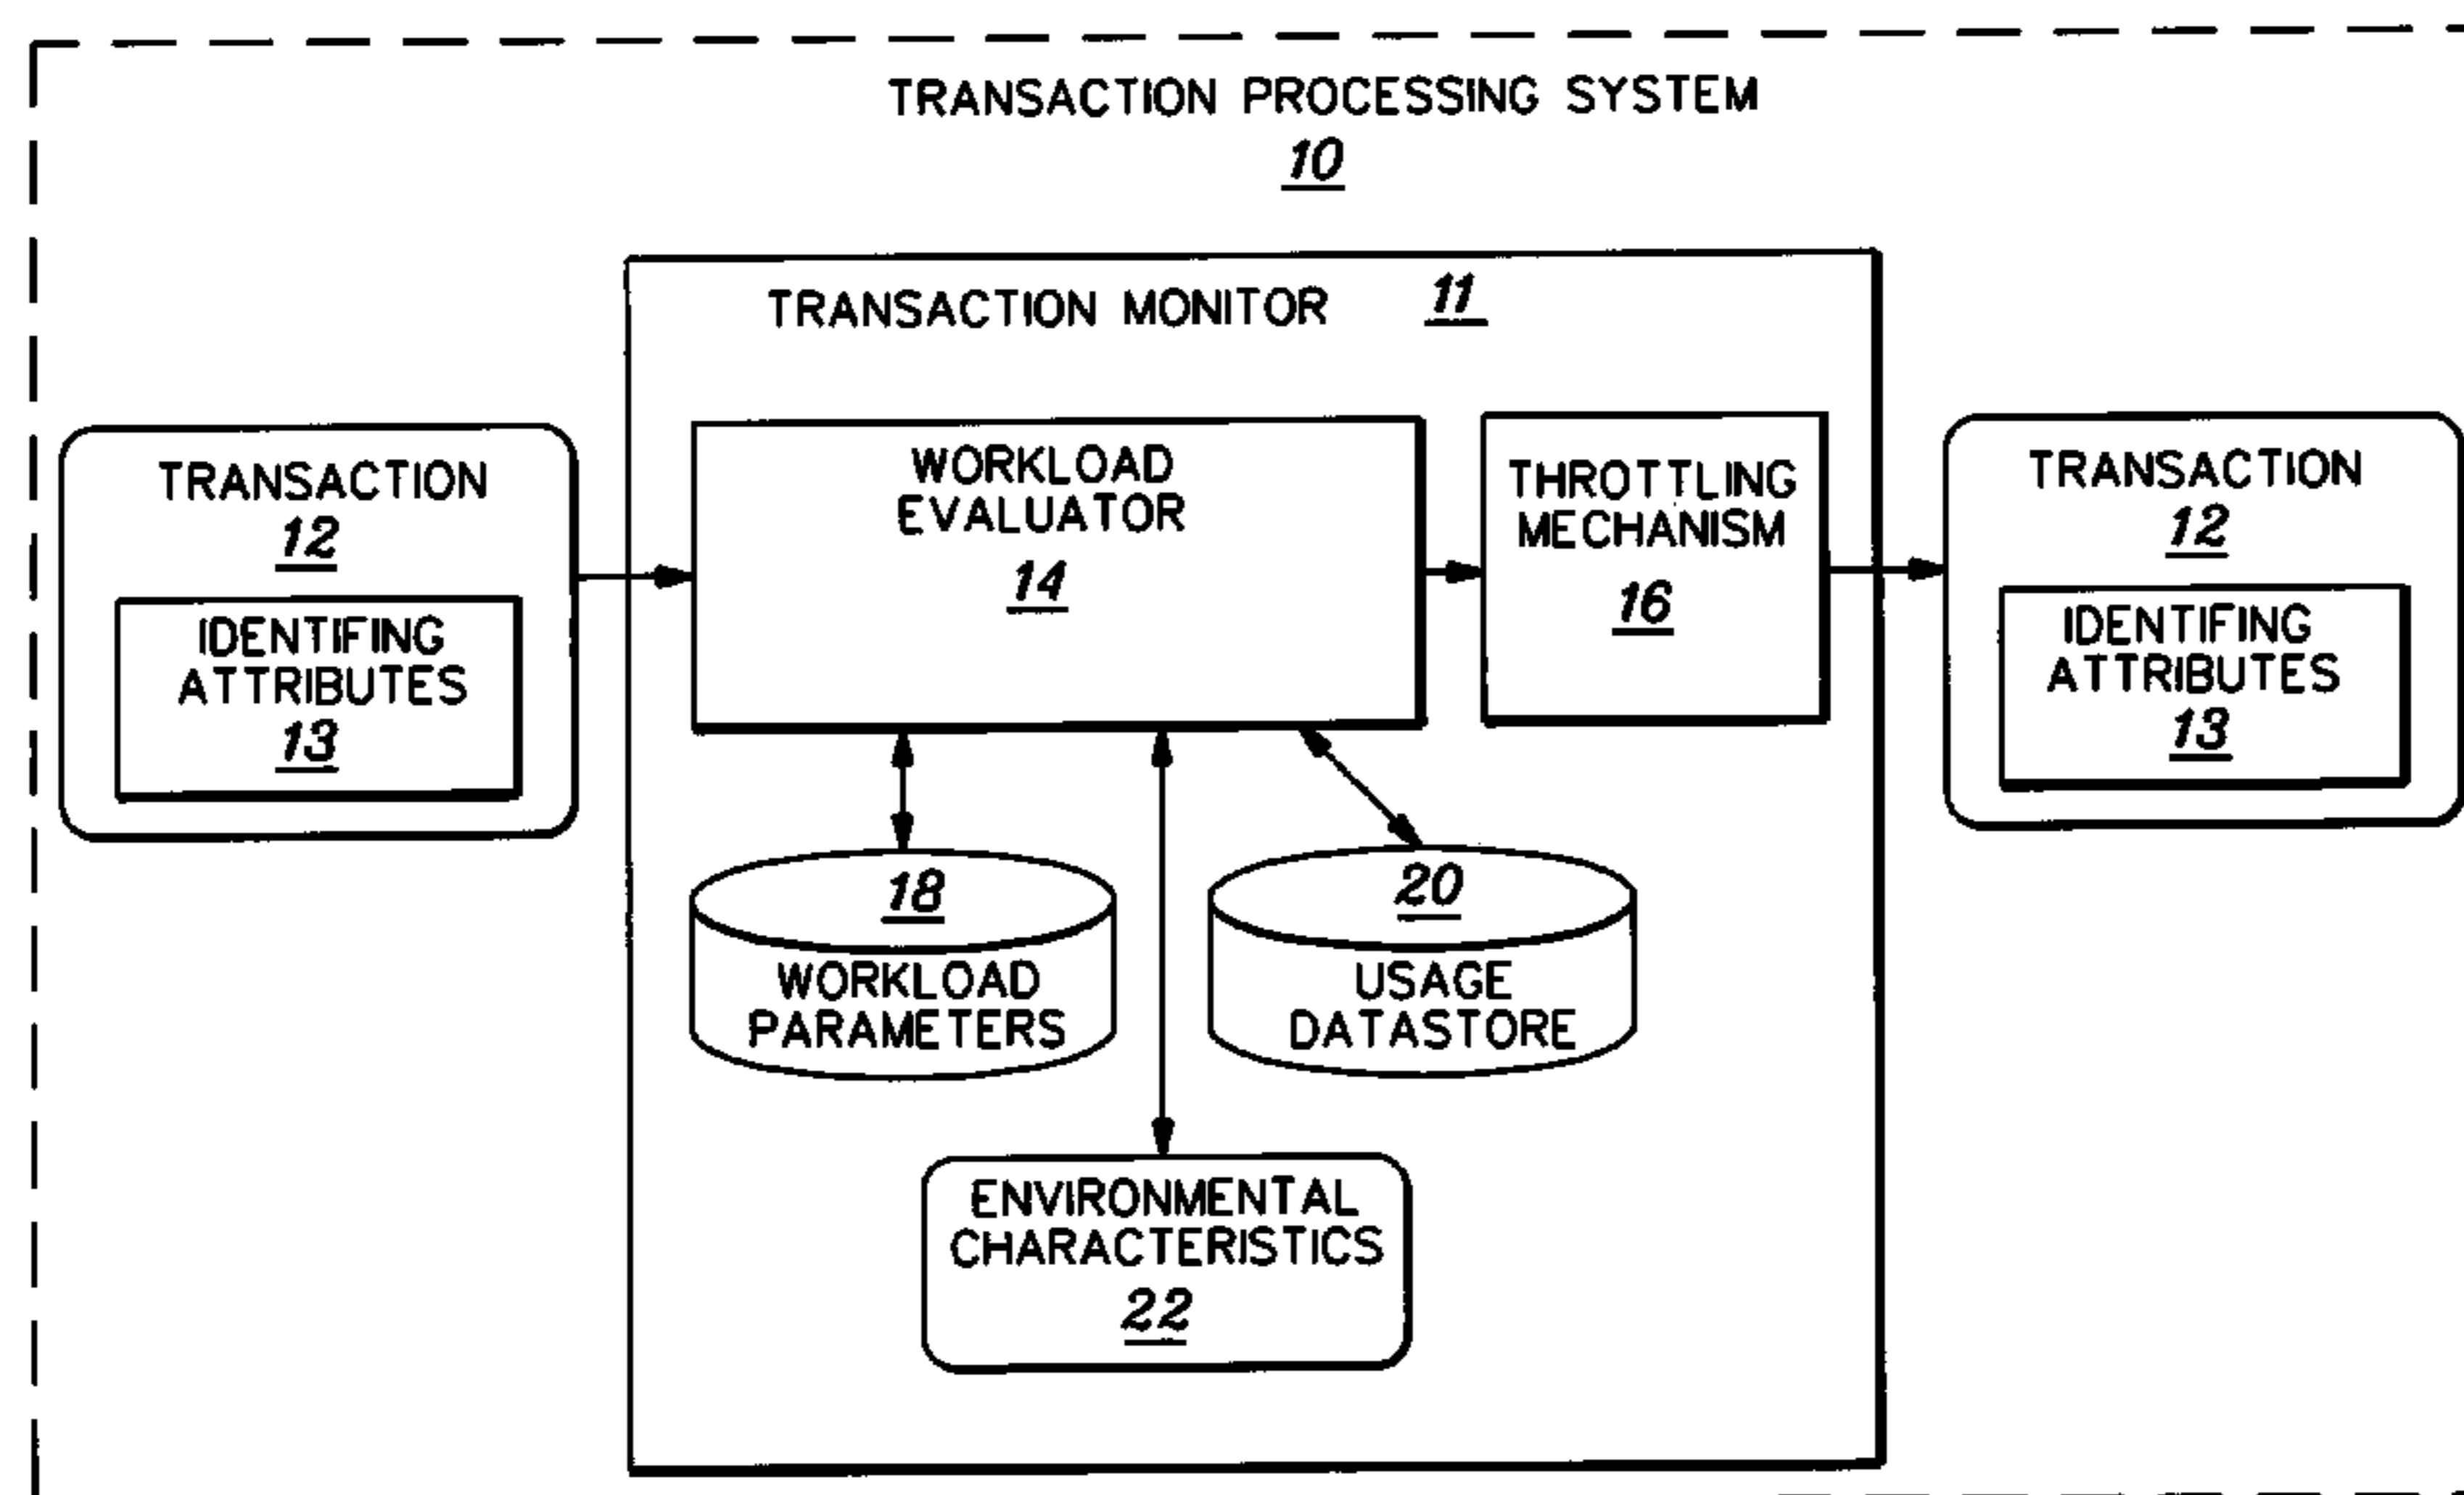 TRANSACTION PROCESSING SYSTEM
10
TRANSACTION MONITOR 11
TRANSACTION
12
IDENTIFING
ATTRIBUTES
13
WORKLOAD
EVALUATOR
14
THROTTLING
MECHANISM
16
TRANSACTION
12
IDENTIFING
ATTRIBUTES
13
18
WORKLOAD
PARAMETERS
20
USAGE
DATASTORE
ENVIRONMENTAL
CHARACTERISTICS
22